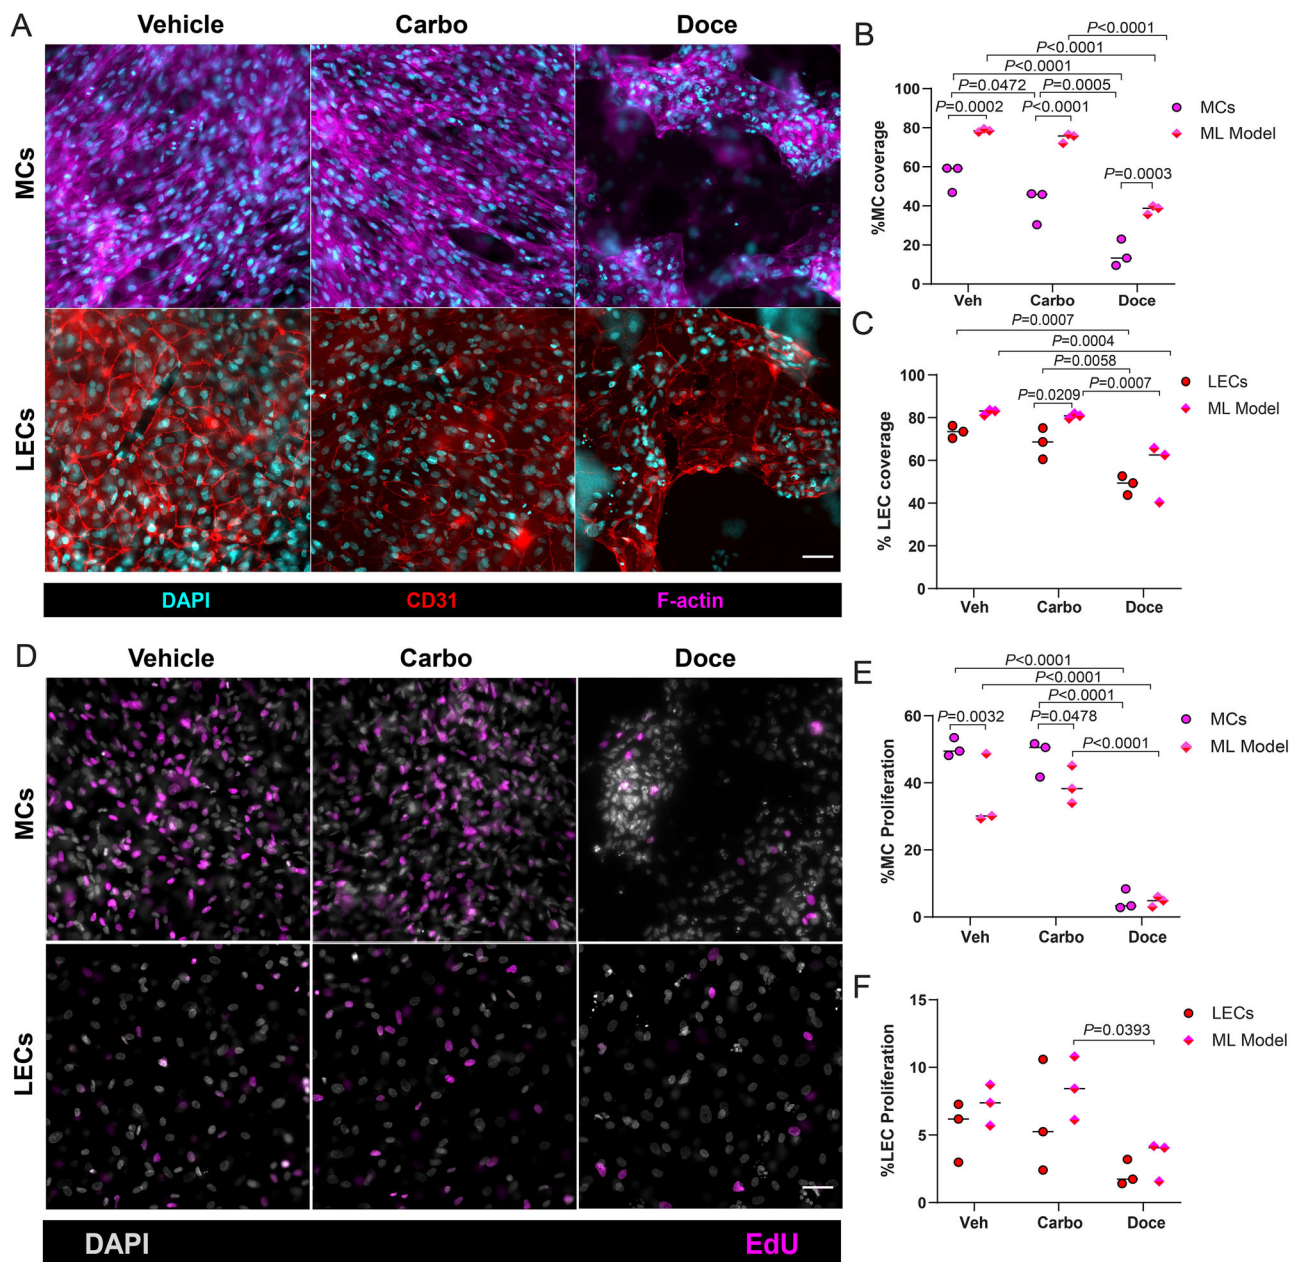 A
Vehicle
Carbo
Doce
MCs
LECs
DAPI
CD31
F-actin
B
P<0.0001
P<0.0001
P<0.0001
P=0.0472
P=0.0005
P=0.0002
P<0.0001
P=0.0003
%MC coverage
100
80
60
40
20
0
Veh
Carbo
Doce
MCs
ML Model
C
P=0.0007
P=0.0004
P=0.0058
P=0.0209
P=0.0007
% LEC coverage
100
80
60
40
20
0
Veh
Carbo
Doce
LECs
ML Model
D
Vehicle
Carbo
Doce
MCs
LECs
DAPI
EdU
E
P<0.0001
P<0.0001
P<0.0001
P=0.0032
P=0.0478
P<0.0001
%MC Proliferation
60
40
20
0
Veh
Carbo
Doce
MCs
ML Model
F
P=0.0393
%LEC Proliferation
15
10
5
0
Veh
Carbo
Doce
LECs
ML Model